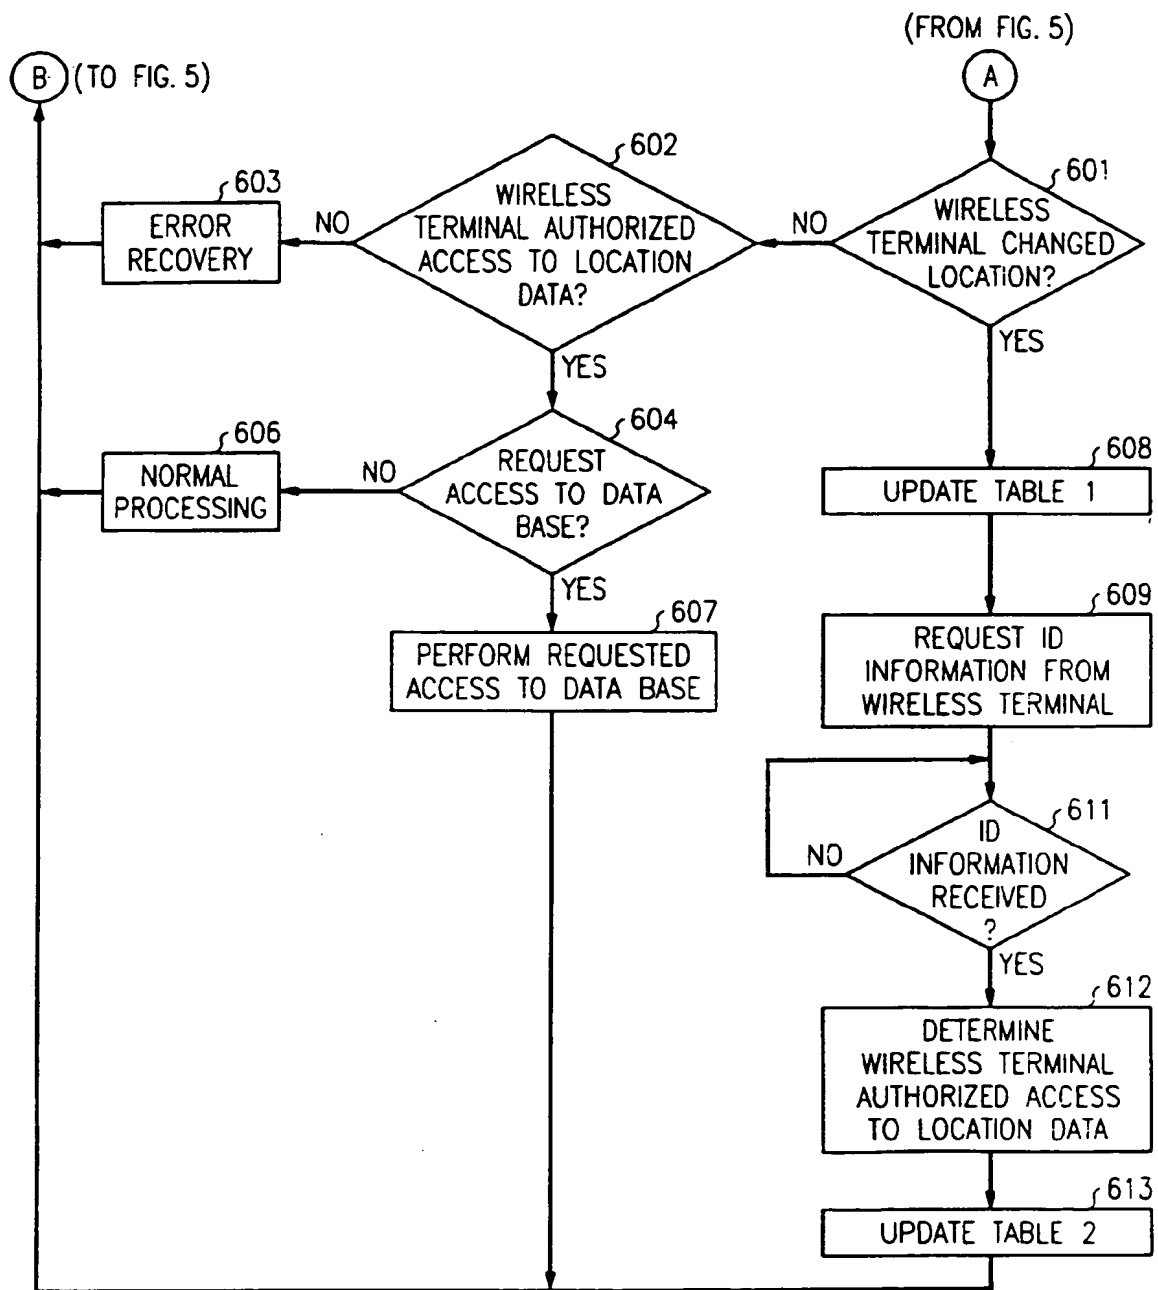 (FROM FIG. 5)
B (TO FIG. 5)
A
602
WIRELESS
TERMINAL AUTHORIZED
ACCESS TO LOCATION
DATA?
601
WIRELESS
TERMINAL CHANGED
LOCATION?
603
ERROR
RECOVERY
NO
NO
YES
YES
604
REQUEST
ACCESS TO DATA
BASE?
606
NORMAL
PROCESSING
NO
YES
608
UPDATE TABLE 1
607
PERFORM REQUESTED
ACCESS TO DATA BASE
609
REQUEST ID
INFORMATION FROM
WIRELESS TERMINAL
611
ID
INFORMATION
RECEIVED
?
NO
YES
612
DETERMINE
WIRELESS TERMINAL
AUTHORIZED ACCESS
TO LOCATION DATA
613
UPDATE TABLE 2